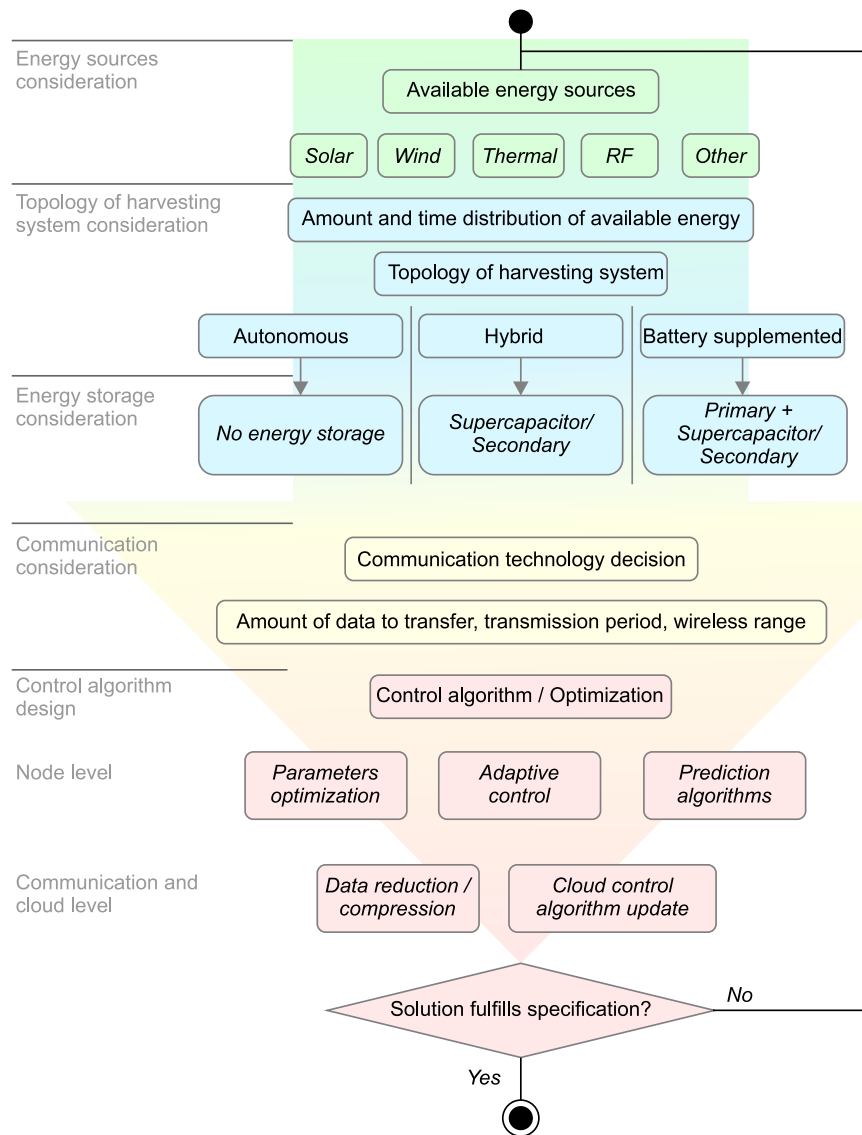 Energy sources
consideration
Available energy sources
Solar
Wind
Thermal
RF
Other
Topology of harvesting
system consideration
Amount and time distribution of available energy
Topology of harvesting system
Autonomous
Hybrid
Battery supplemented
Energy storage
consideration
No energy storage
Supercapacitor/
Secondary
Primary +
Supercapacitor/
Secondary
Communication
consideration
Communication technology decision
Amount of data to transfer, transmission period, wireless range
Control algorithm
design
Control algorithm / Optimization
Node level
Parameters
optimization
Adaptive
control
Prediction
algorithms
Communication and
cloud level
Data reduction /
compression
Cloud control
algorithm update
Solution fulfills specification?
No
Yes